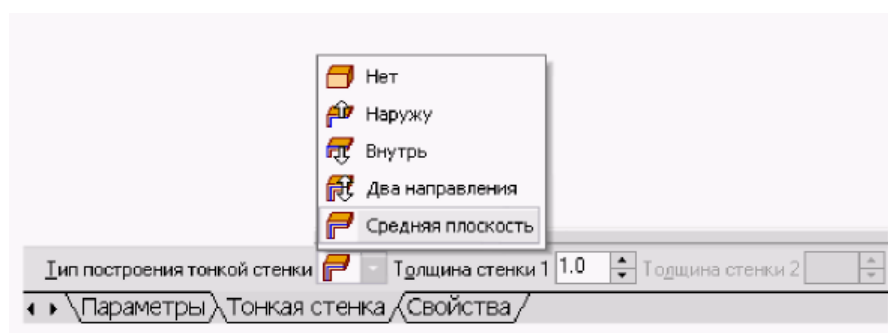 Нет
Наружу
Внутрь
Два направления
Средняя плоскость
Тип построения тонкой стенки Толщина стенки 1 1.0 Толщина стенки 2
Параметры Тонкая стенка Свойства